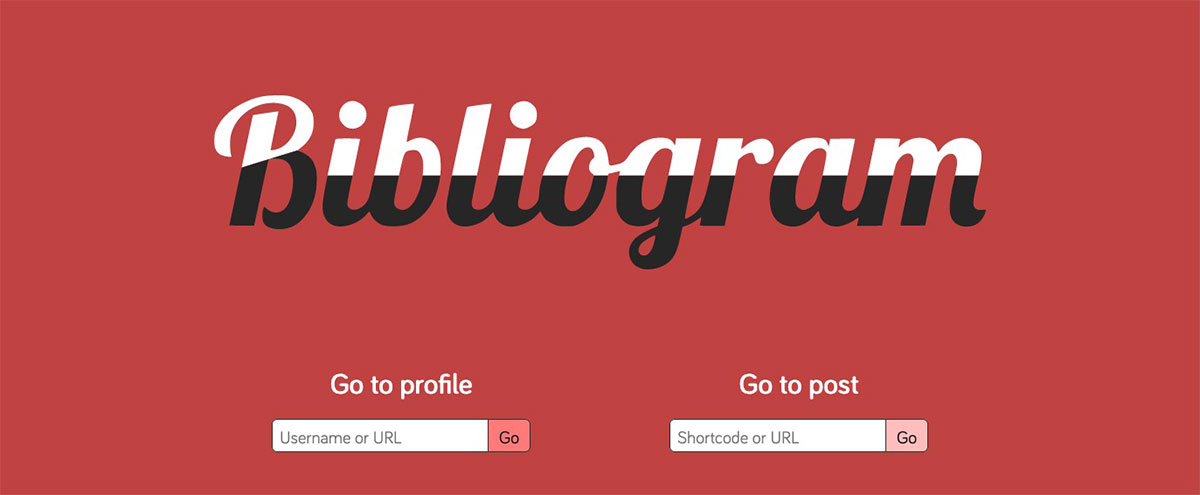 Bibliogram
Go to profile
Go to post
Username or URL
Go
Shortcode or URL
Go